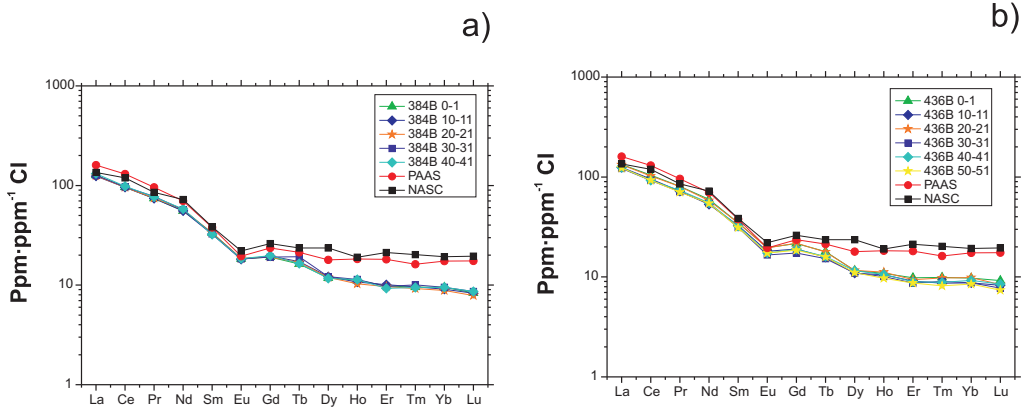 a)
1000
100
10
1
Ppm·ppm⁻¹ CI
384B 0-1
384B 10-11
384B 20-21
384B 30-31
384B 40-41
PAAS
NASC
La Ce Pr Nd Sm Eu Gd Tb Dy Ho Er Tm Yb Lu
b)
1000
100
10
1
Ppm·ppm⁻¹ CI
436B 0-1
436B 10-11
436B 20-21
436B 30-31
436B 40-41
436B 50-51
PAAS
NASC
La Ce Pr Nd Sm Eu Gd Tb Dy Ho Er Tm Yb Lu